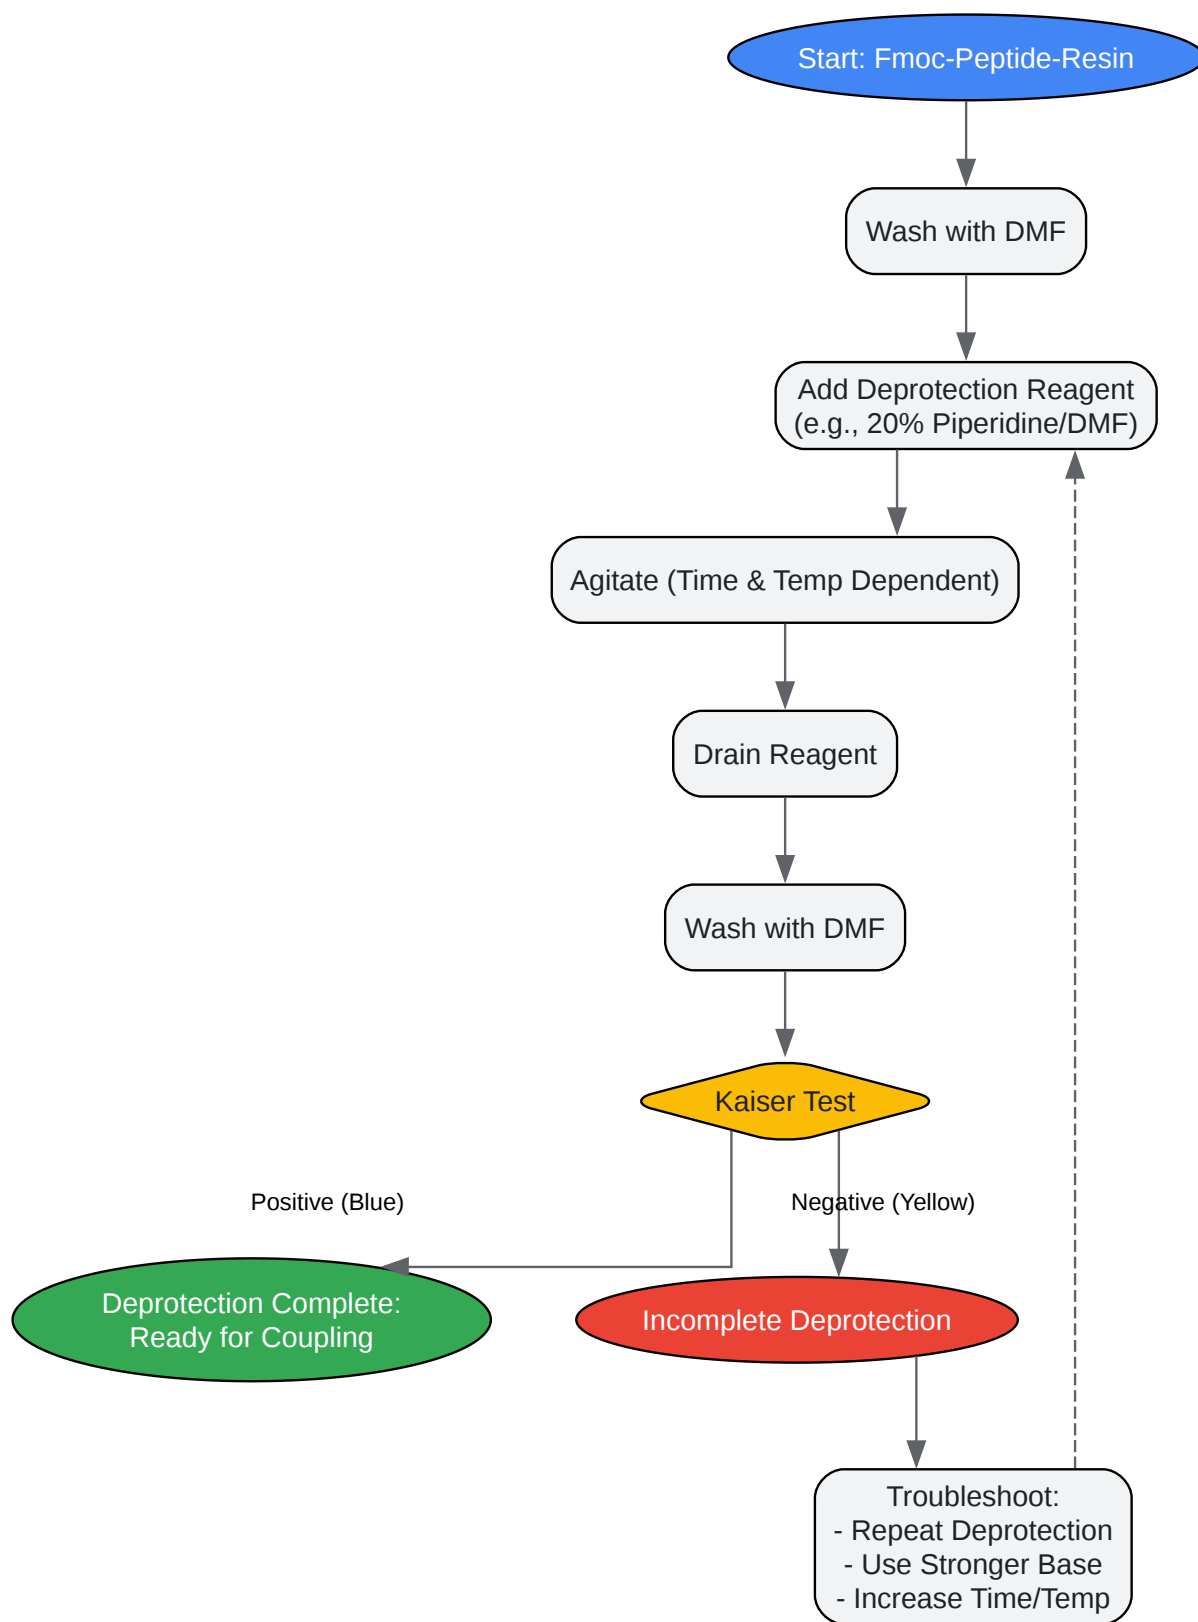 Start: Fmoc-Peptide-Resin
Wash with DMF
Add Deprotection Reagent
(e.g., 20% Piperidine/DMF)
Agitate (Time & Temp Dependent)
Drain Reagent
Wash with DMF
Kaiser Test
Positive (Blue)
Negative (Yellow)
Deprotection Complete:
Ready for Coupling
Incomplete Deprotection
Troubleshoot:
- Repeat Deprotection
- Use Stronger Base
- Increase Time/Temp